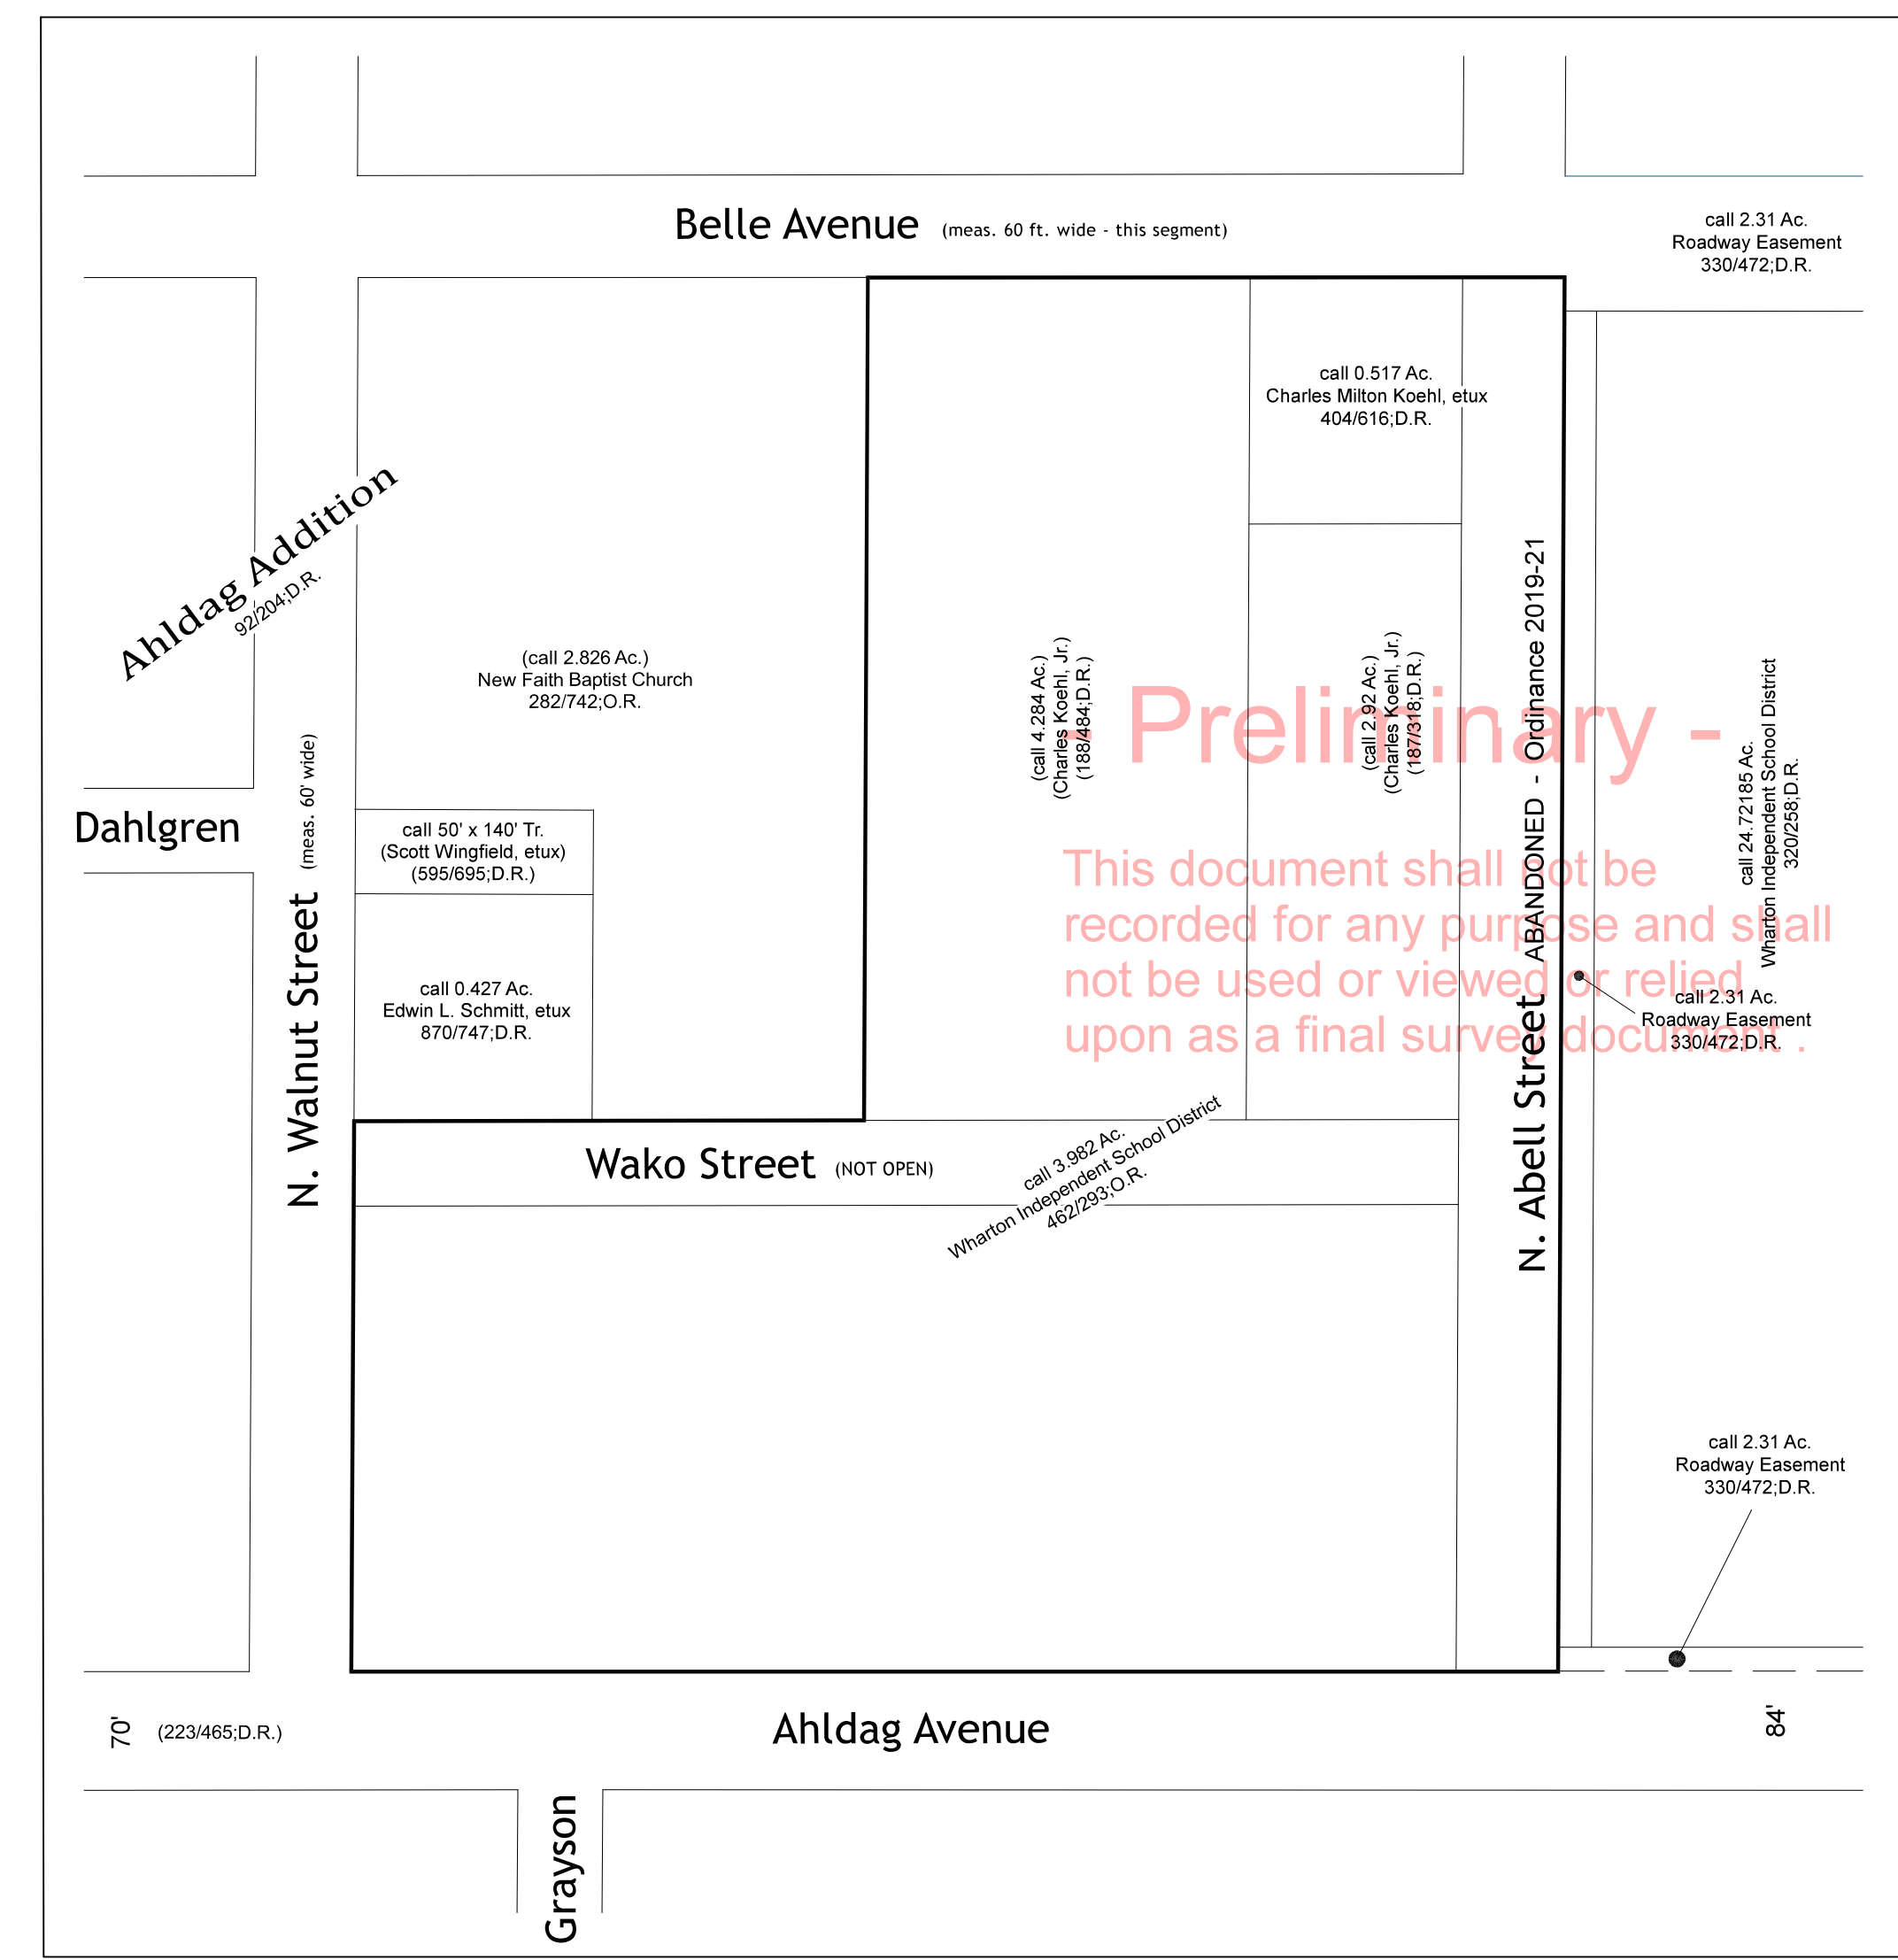 Belle Avenue (meas. 60 ft. wide - this segment)
call 2.31 Ac.
Roadway Easement
330/472;D.R.
call 0.517 Ac.
Charles Milton Koehl, etux
404/616;D.R.
Ahldag Addition
92/204;D.R.
(call 2.826 Ac.)
New Faith Baptist Church
282/742;O.R.
(call 4.284 Ac.)
(Charles Koehl, Jr.)
(188/484;D.R.)
(call 2.92 Ac.)
(Charles Koehl, Jr.)
(187/318;D.R.)
- Preliminary -
This document shall not be
recorded for any purpose and shall
not be used or viewed or relied
upon as a final survey document .
N. Abell Street ABANDONED - Ordinance 2019-21
call 24.72185 Ac.
Wharton Independent School District
320/258;D.R.
Dahlgren
N. Walnut Street (meas. 60' wide)
call 50' x 140' Tr.
(Scott Wingfield, etux)
(595/695;D.R.)
call 0.427 Ac.
Edwin L. Schmitt, etux
870/747;D.R.
call 2.31 Ac.
Roadway Easement
330/472;D.R.
Wako Street (NOT OPEN)
call 3.982 Ac.
Wharton Independent School District
462/293;O.R.
call 2.31 Ac.
Roadway Easement
330/472;D.R.
70' (223/465;D.R.)
Ahldag Avenue
84'
Grayson